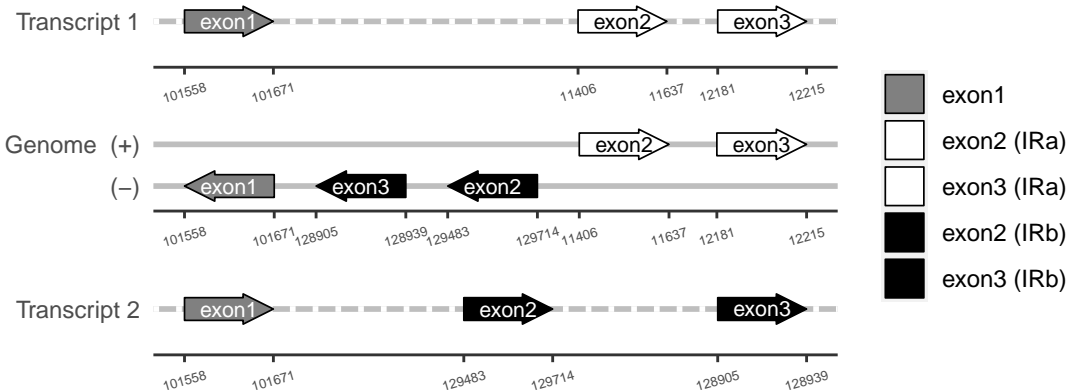 Transcript 1 exon1 exon2 exon3
101558 101671 11406 11637 12181 12215
Genome (+) exon2 exon3
(–) exon1 exon3 exon2
101558 101671 128905 128939 129483 129714 11406 11637 12181 12215
Transcript 2 exon1 exon2 exon3
101558 101671 129483 129714 128905 128939
exon1
exon2 (IRa)
exon3 (IRa)
exon2 (IRb)
exon3 (IRb)